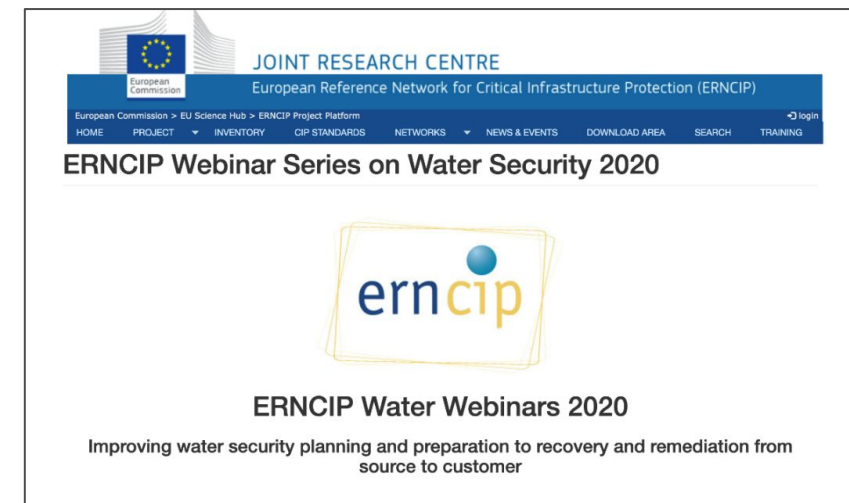 JOINT RESEARCH CENTRE
European
Commission
European Reference Network for Critical Infrastructure Protection (ERNCIP)
European Commission > EU Science Hub > ERNCIP Project Platform login
HOME PROJECT INVENTORY CIP STANDARDS NETWORKS NEWS & EVENTS DOWNLOAD AREA SEARCH TRAINING
ERNCIP Webinar Series on Water Security 2020
erncip
ERNCIP Water Webinars 2020
Improving water security planning and preparation to recovery and remediation from
source to customer